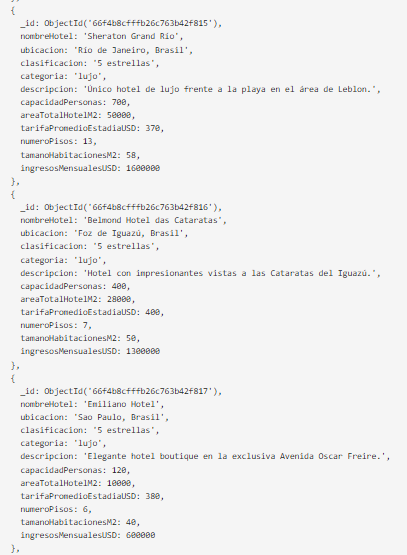 {
_id: ObjectId('66f4b8cfffb26c763b42f815'),
nombreHotel: 'Sheraton Grand Rio',
ubicacion: 'Rio de Janeiro, Brasil',
clasificacion: '5 estrellas',
categoria: 'lujo',
descripcion: 'Único hotel de lujo frente a la playa en el área de Leblon.',
capacidadPersonas: 700,
areaTotalHotelM2: 50000,
tarifaPromedioEstadiaUSD: 370,
numeroPisos: 13,
tamanoHabitacionesM2: 58,
ingresosMensualesUSD: 1600000
},
{
_id: ObjectId('66f4b8cfffb26c763b42f816'),
nombreHotel: 'Belmond Hotel das Cataratas',
ubicacion: 'Foz de Iguazú, Brasil',
clasificacion: '5 estrellas',
categoria: 'lujo',
descripcion: 'Hotel con impresionantes vistas a las Cataratas del Iguazú.',
capacidadPersonas: 400,
areaTotalHotelM2: 28000,
tarifaPromedioEstadiaUSD: 400,
numeroPisos: 7,
tamanoHabitacionesM2: 50,
ingresosMensualesUSD: 1300000
},
{
_id: ObjectId('66f4b8cfffb26c763b42f817'),
nombreHotel: 'Emiliano Hotel',
ubicacion: 'Sao Paulo, Brasil',
clasificacion: '5 estrellas',
categoria: 'lujo',
descripcion: 'Elegante hotel boutique en la exclusiva Avenida Oscar Freire.',
capacidadPersonas: 120,
areaTotalHotelM2: 10000,
tarifaPromedioEstadiaUSD: 380,
numeroPisos: 6,
tamanoHabitacionesM2: 40,
ingresosMensualesUSD: 600000
},